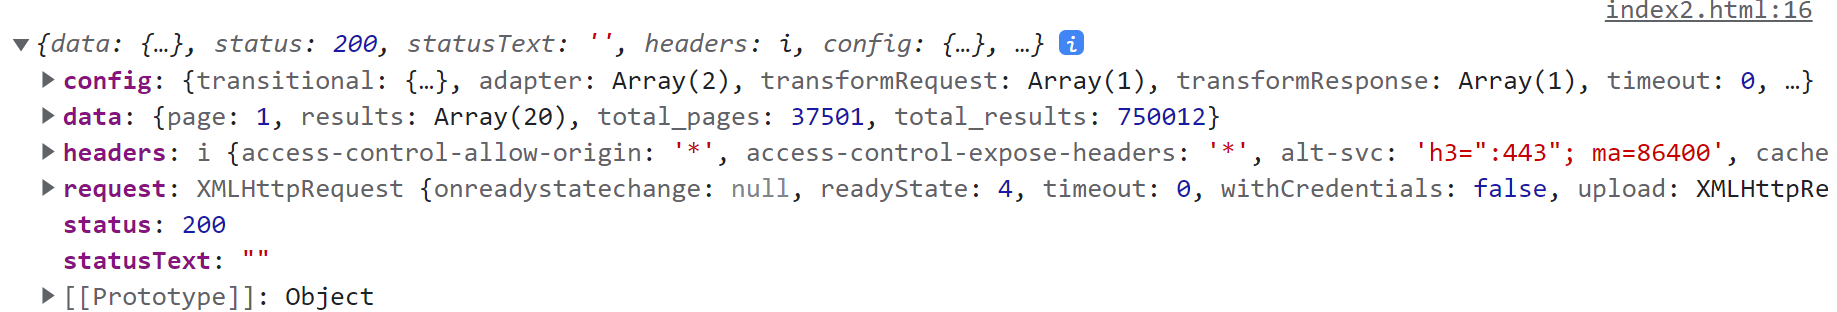 index2.html:16
{data: {…}, status: 200, statusText: '', headers: i, config: {…}, …} i
config: {transitional: {…}, adapter: Array(2), transformRequest: Array(1), transformResponse: Array(1), timeout: 0, …}
data: {page: 1, results: Array(20), total_pages: 37501, total_results: 750012}
headers: i {access-control-allow-origin: '*', access-control-expose-headers: '*', alt-svc: 'h3=":443"; ma=86400', cache
request: XMLHttpRequest {onreadystatechange: null, readyState: 4, timeout: 0, withCredentials: false, upload: XMLHttpRe
status: 200
statusText: ""
[[Prototype]]: Object